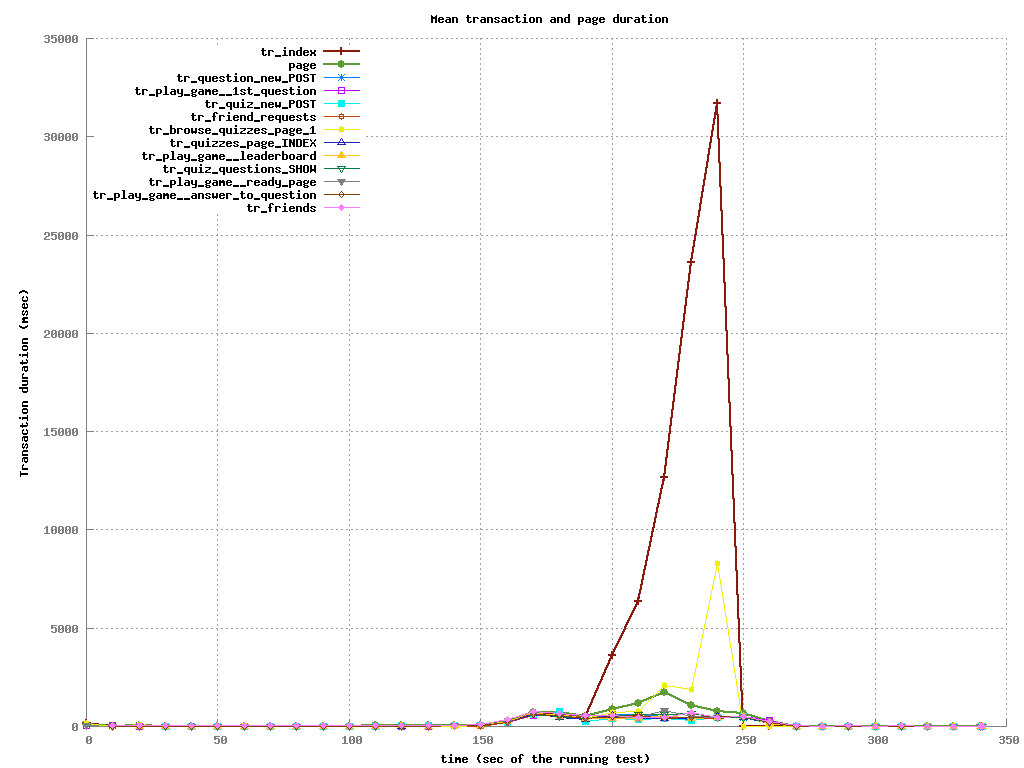 Mean transaction and page duration
35000
30000
25000
20000
15000
10000
5000
0
Transaction duration (msec)
tr_index
page
tr_question_new_POST
tr_play_game__1st_question
tr_quiz_new_POST
tr_friend_requests
tr_browse_quizzes_page_1
tr_quizzes_page_INDEX
tr_play_game__leaderboard
tr_quiz_questions_SHOW
tr_play_game__ready_page
tr_play_game__answer_to_question
tr_friends
0 50 100 150 200 250 300 350
time (sec of the running test)